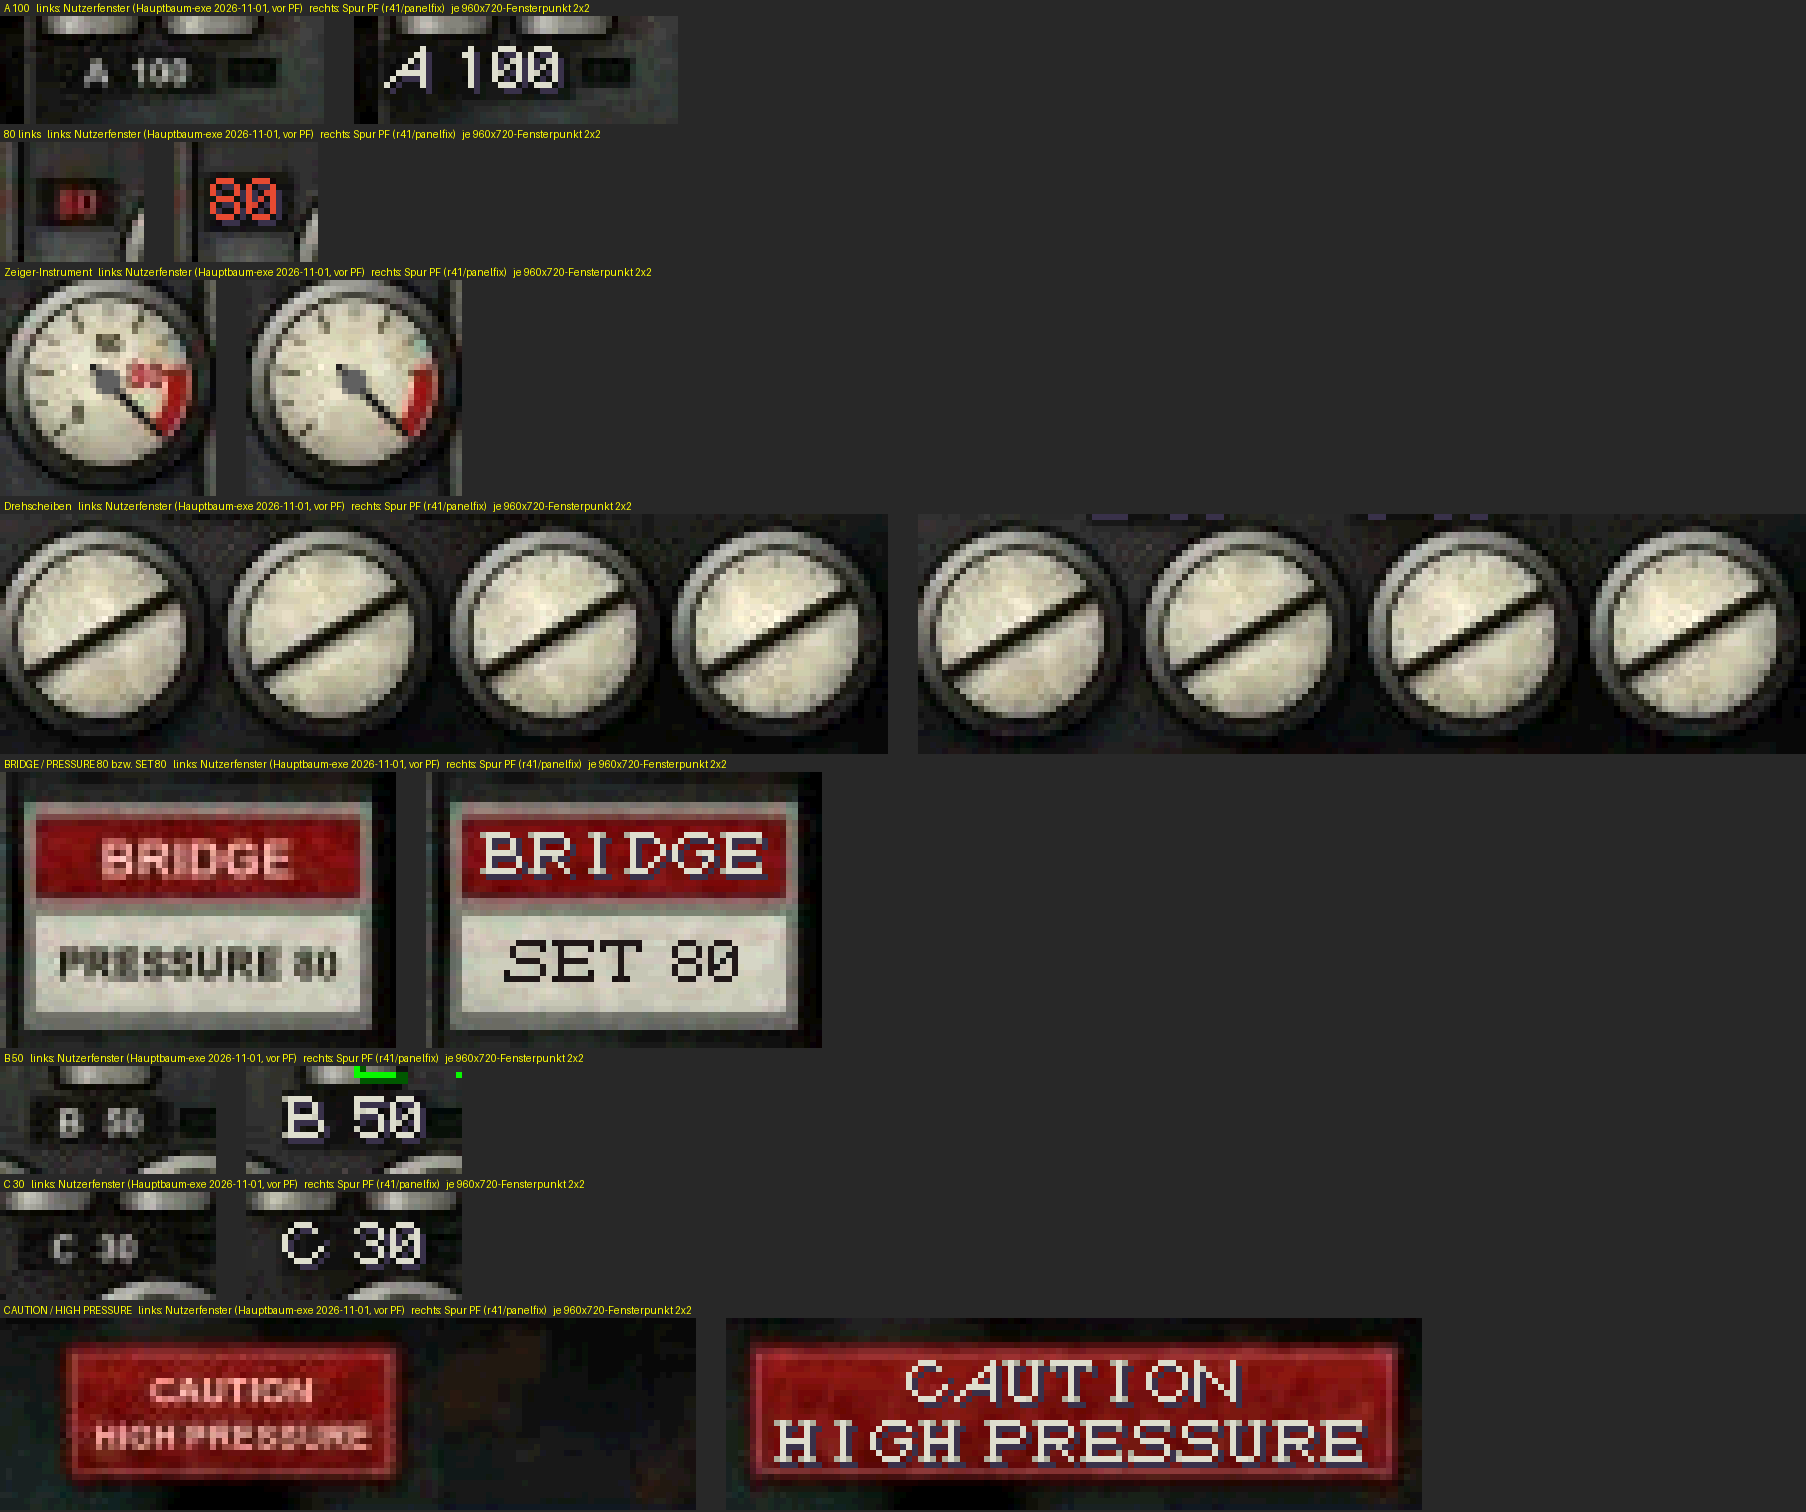 A 100 links: Nutzerfenster (Hauptbaum-exe 2026-11-01, vor PF) rechts: Spur PF (r41/panelfix) je 960x720-Fensterpunkt 2x2
A 100 A 100
80 links links: Nutzerfenster (Hauptbaum-exe 2026-11-01, vor PF) rechts: Spur PF (r41/panelfix) je 960x720-Fensterpunkt 2x2
80 80
Zeiger-Instrument links: Nutzerfenster (Hauptbaum-exe 2026-11-01, vor PF) rechts: Spur PF (r41/panelfix) je 960x720-Fensterpunkt 2x2
Drehscheiben links: Nutzerfenster (Hauptbaum-exe 2026-11-01, vor PF) rechts: Spur PF (r41/panelfix) je 960x720-Fensterpunkt 2x2
BRIDGE / PRESSURE 80 bzw. SET 80 links: Nutzerfenster (Hauptbaum-exe 2026-11-01, vor PF) rechts: Spur PF (r41/panelfix) je 960x720-Fensterpunkt 2x2
BRIDGE BRIDGE
PRESSURE 80 SET 80
B 50 links: Nutzerfenster (Hauptbaum-exe 2026-11-01, vor PF) rechts: Spur PF (r41/panelfix) je 960x720-Fensterpunkt 2x2
B 50 B 50
C 30 links: Nutzerfenster (Hauptbaum-exe 2026-11-01, vor PF) rechts: Spur PF (r41/panelfix) je 960x720-Fensterpunkt 2x2
C 30 C 30
CAUTION / HIGH PRESSURE links: Nutzerfenster (Hauptbaum-exe 2026-11-01, vor PF) rechts: Spur PF (r41/panelfix) je 960x720-Fensterpunkt 2x2
CAUTION CAUTION
HIGH PRESSURE HIGH PRESSURE